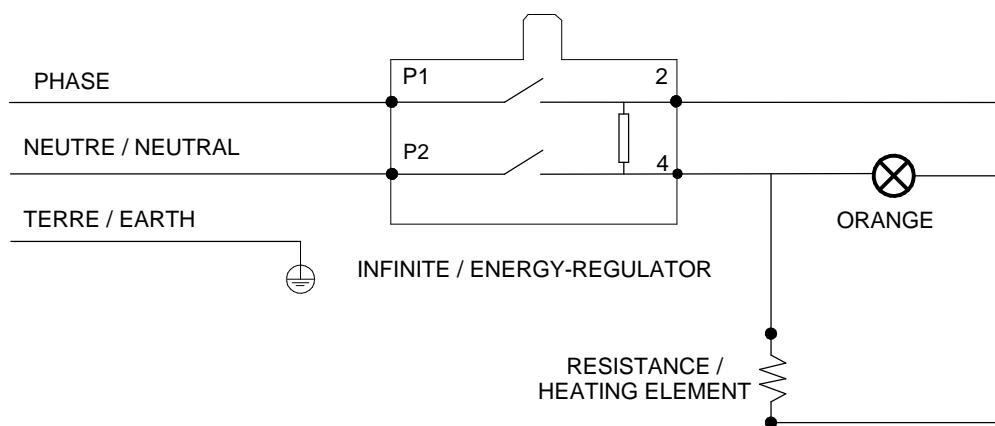 PHASE
P1
2
NEUTRE / NEUTRAL
P2
4
TERRE / EARTH
ORANGE
INFINITE / ENERGY-REGULATOR
RESISTANCE /
HEATING ELEMENT